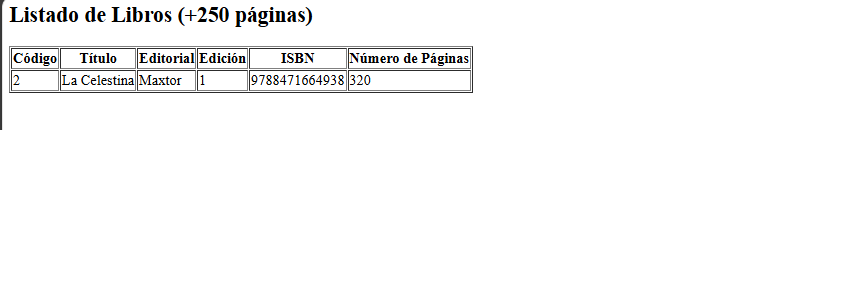 Listado de Libros (+250 páginas)
Código Título Editorial Edición ISBN Número de Páginas
2 La Celestina Maxtor 1 9788471664938 320